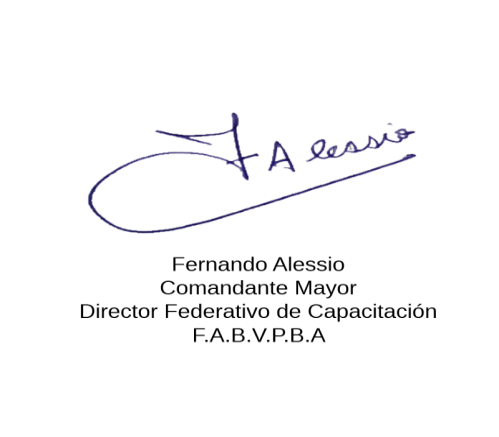 F Alessio
Fernando Alessio
Comandante Mayor
Director Federativo de Capacitación
F.A.B.V.P.B.A